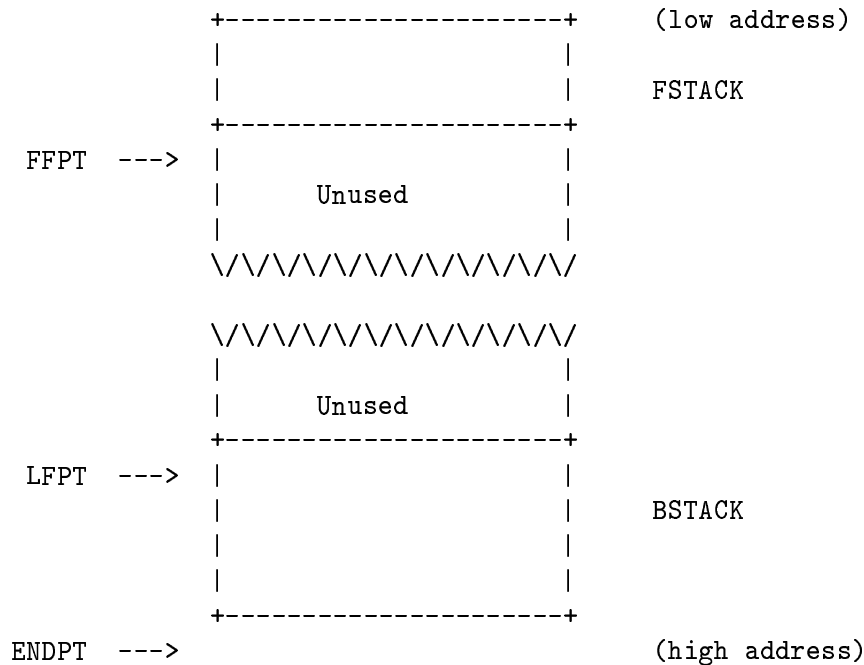 +--------------------+ (low address)
| |
| | FSTACK
+--------------------+
FFPT ---> | |
| Unused |
| |
\/\/\/\/\/\/\/\/\/\/\/\/
\/\/\/\/\/\/\/\/\/\/\/\/
| |
| Unused |
+--------------------+
LFPT ---> | |
| | BSTACK
| |
| |
+--------------------+
ENDPT ---> (high address)